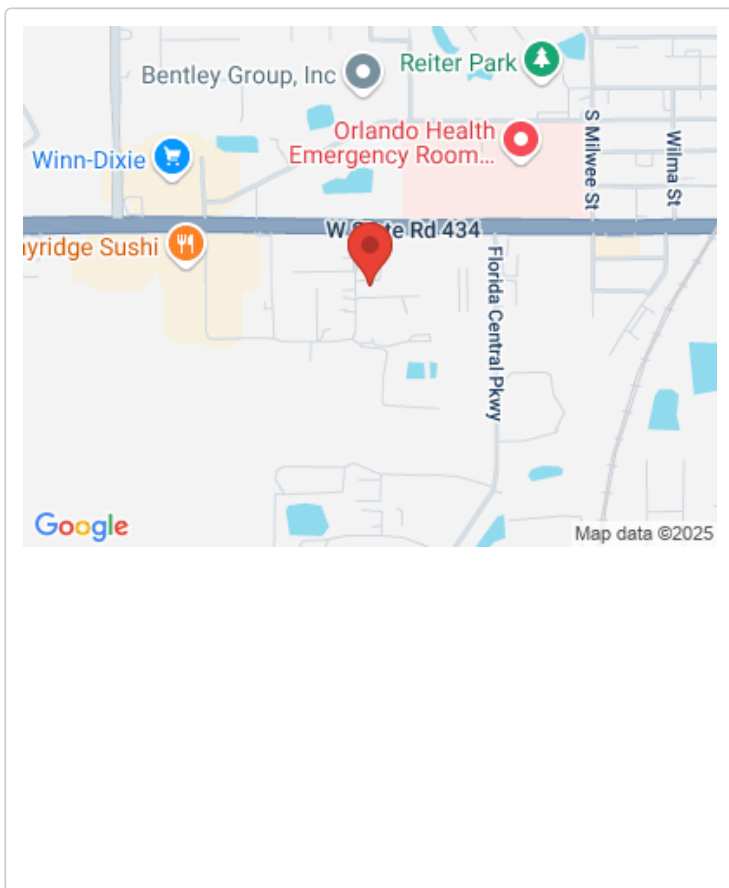 Bentley Group, Inc
Reiter Park
Orlando Health
Emergency Room...
S Milwee St
Wilma St
Winn-Dixie
W State Rd 434
yridge Sushi
Florida Central Pkwy
Google
Map data ©2025